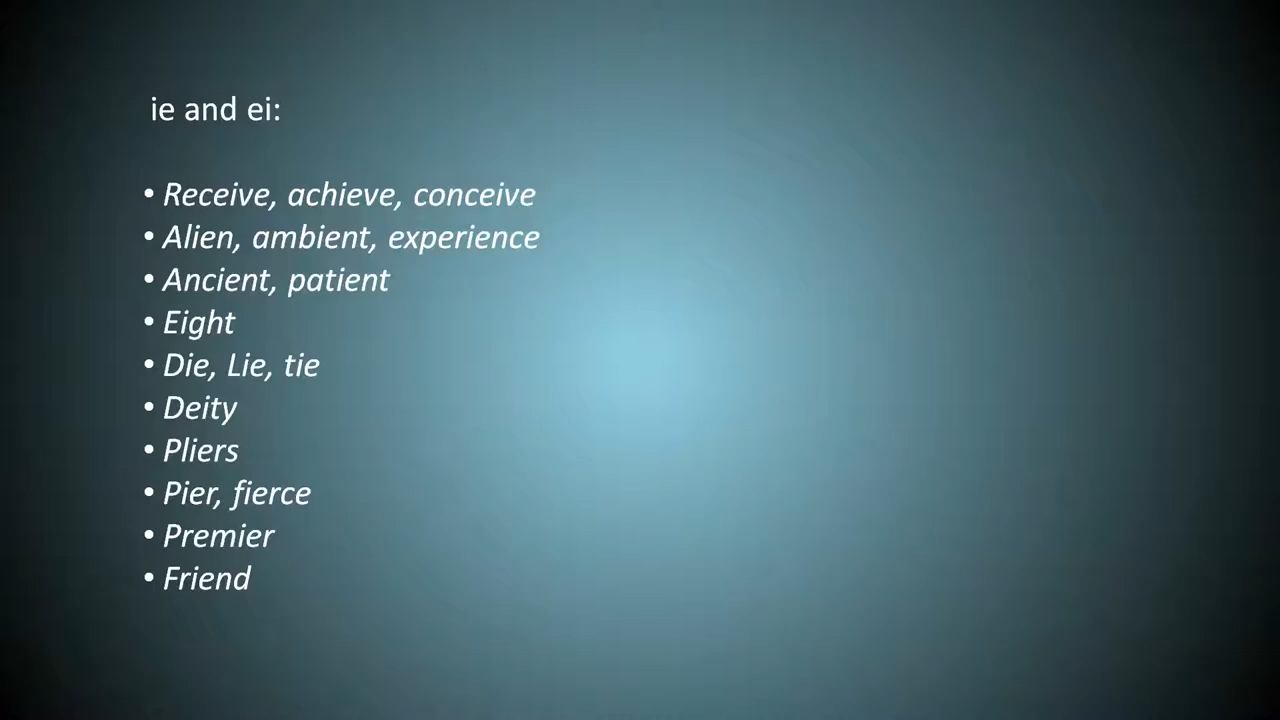 ie and ei:
• Receive, achieve, conceive
• Alien, ambient, experience
• Ancient, patient
• Eight
• Die, Lie, tie
• Deity
• Pliers
• Pier, fierce
• Premier
• Friend